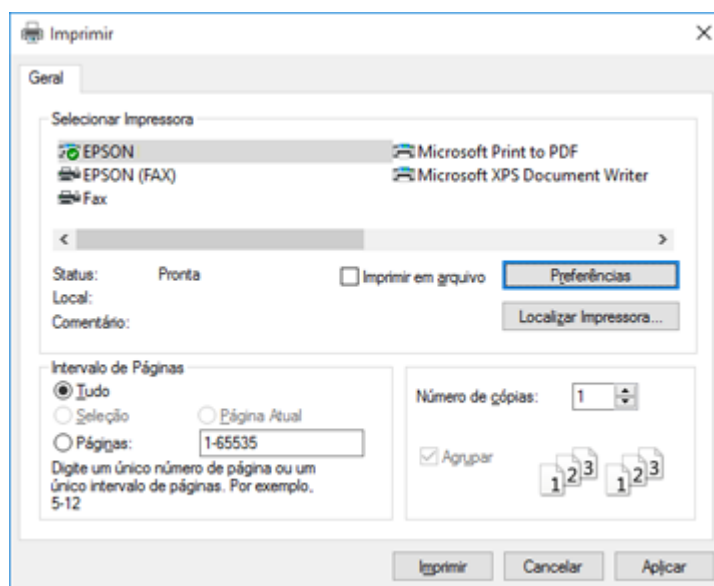 Imprimir
Geral
Selecionar Impressora
EPSON
Microsoft Print to PDF
EPSON (FAX)
Microsoft XPS Document Writer
Fax
Status: Pronta
Imprimir em arquivo
Preferências
Local:
Localizar Impressora...
Comentário:
Intervalo de Páginas
Tudo
Seleção
Página Atual
Páginas: 1-65535
Digite um único número de página ou um
único intervalo de páginas. Por exemplo,
5-12
Número de cópias: 1
Agrupar
1 2 3 1 2 3
Imprimir
Cancelar
Aplicar